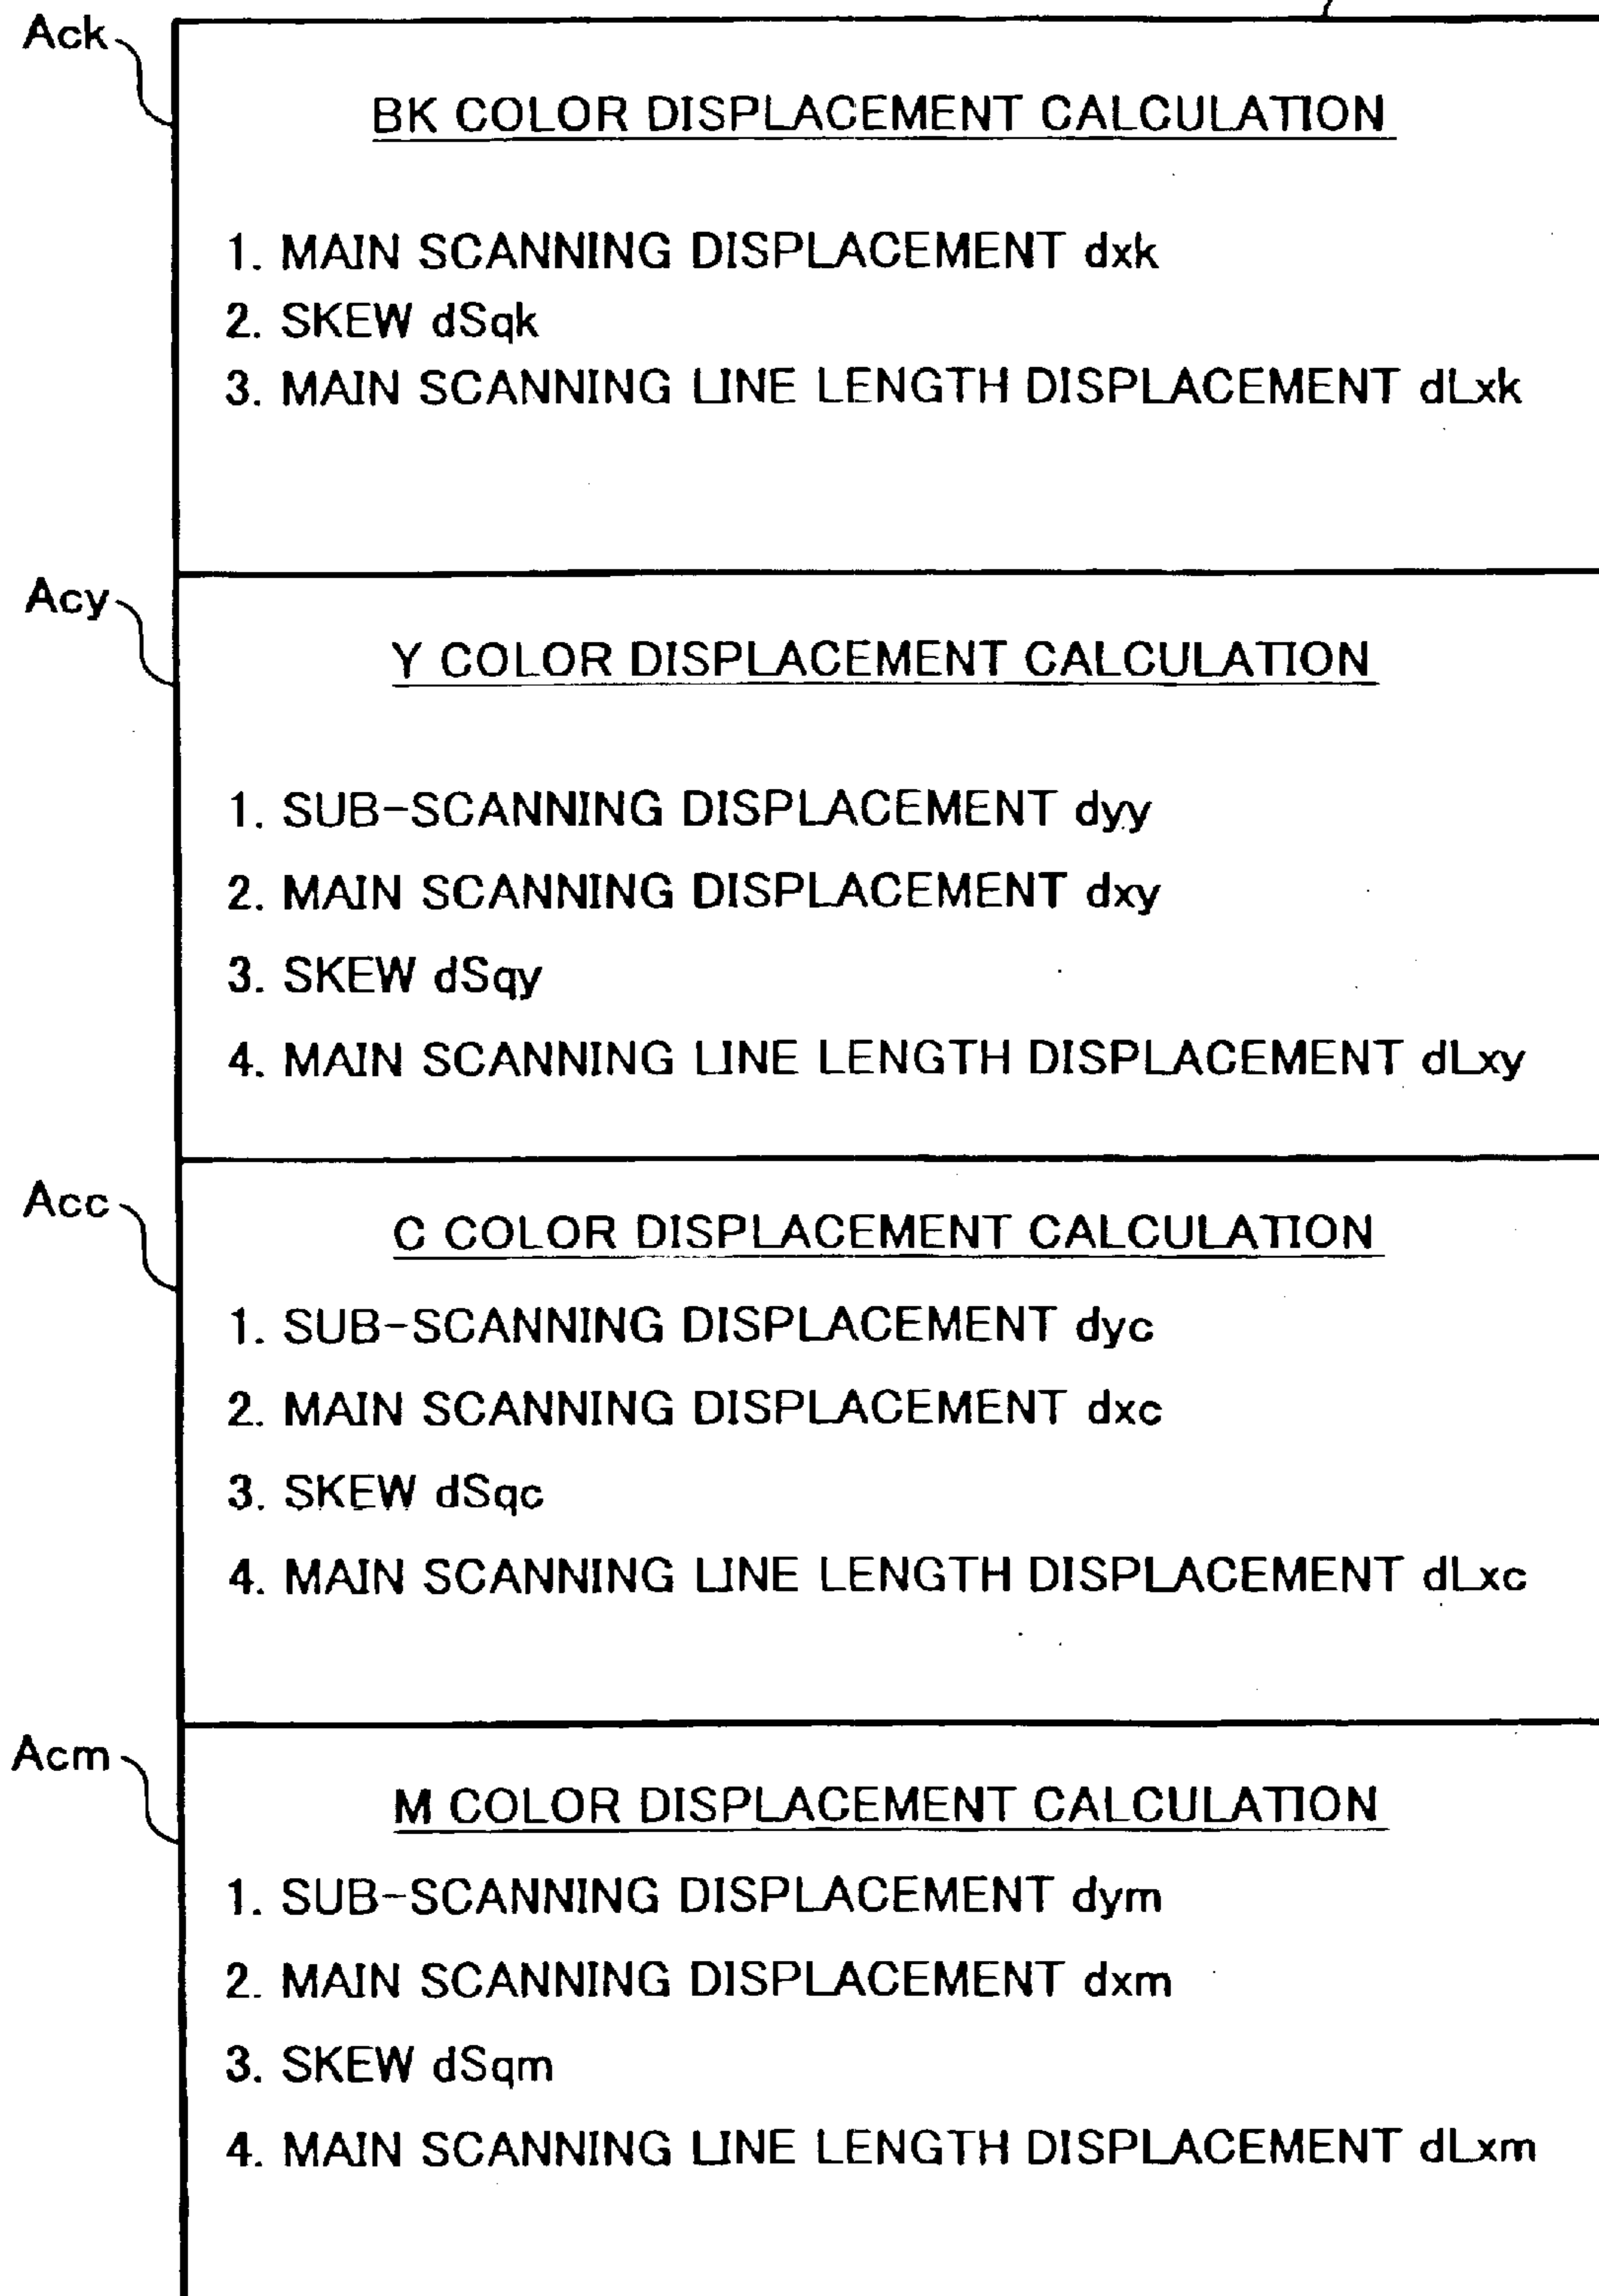 Ack
BK COLOR DISPLACEMENT CALCULATION
1. MAIN SCANNING DISPLACEMENT dxk
2. SKEW dSqk
3. MAIN SCANNING LINE LENGTH DISPLACEMENT dLxk
Acy
Y COLOR DISPLACEMENT CALCULATION
1. SUB-SCANNING DISPLACEMENT dyy
2. MAIN SCANNING DISPLACEMENT dxy
3. SKEW dSqy
4. MAIN SCANNING LINE LENGTH DISPLACEMENT dLxy
Acc
C COLOR DISPLACEMENT CALCULATION
1. SUB-SCANNING DISPLACEMENT dyc
2. MAIN SCANNING DISPLACEMENT dxc
3. SKEW dSqc
4. MAIN SCANNING LINE LENGTH DISPLACEMENT dLxc
Acm
M COLOR DISPLACEMENT CALCULATION
1. SUB-SCANNING DISPLACEMENT dym
2. MAIN SCANNING DISPLACEMENT dxm
3. SKEW dSqm
4. MAIN SCANNING LINE LENGTH DISPLACEMENT dLxm